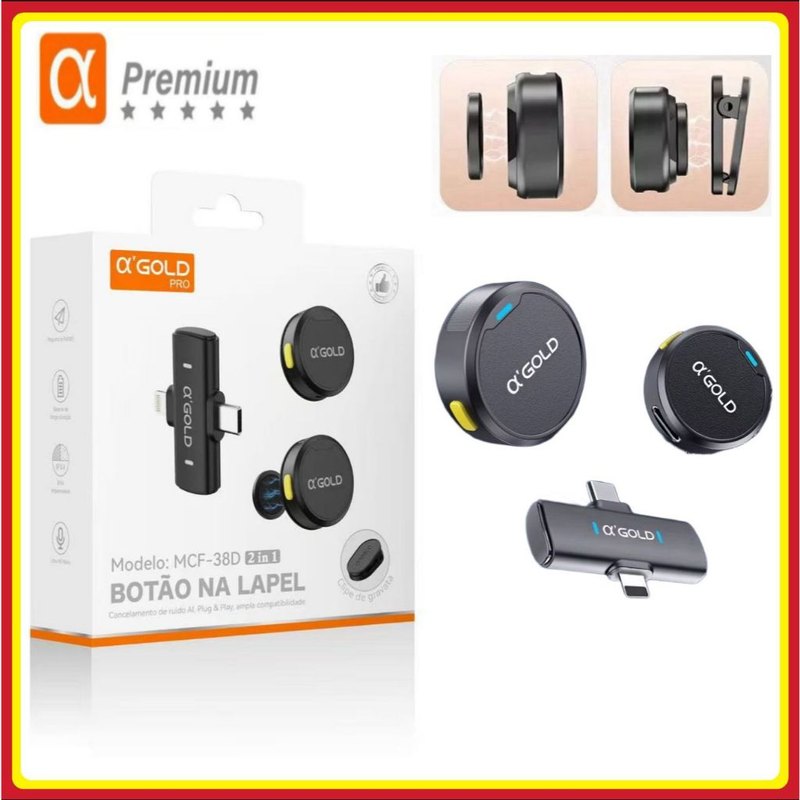 α Premium
α'GOLD
PRO
α'GOLD
α'GOLD
α'GOLD
Modelo: MCF-38D 2 in 1
BOTÃO NA LAPEL
Cancelamento de ruído AI, Plug & Play, ampla compatibilidade.
Clipe de gravata
α'GOLD
α'GOLD
α'GOLD